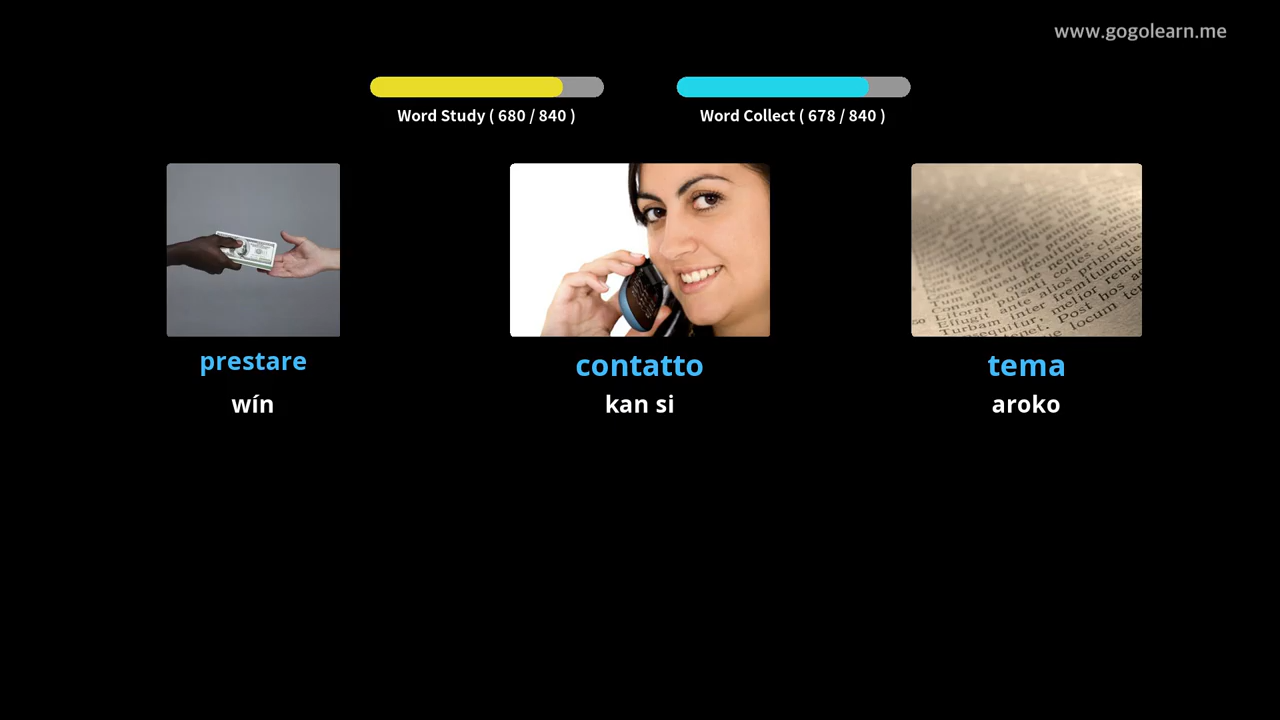 www.gogolearn.me
Word Study ( 680 / 840 )
Word Collect ( 678 / 840 )
prestare
contatto
tema
wín
kan si
aroko